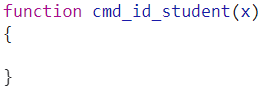 function cmd_id_student(x)
{
}